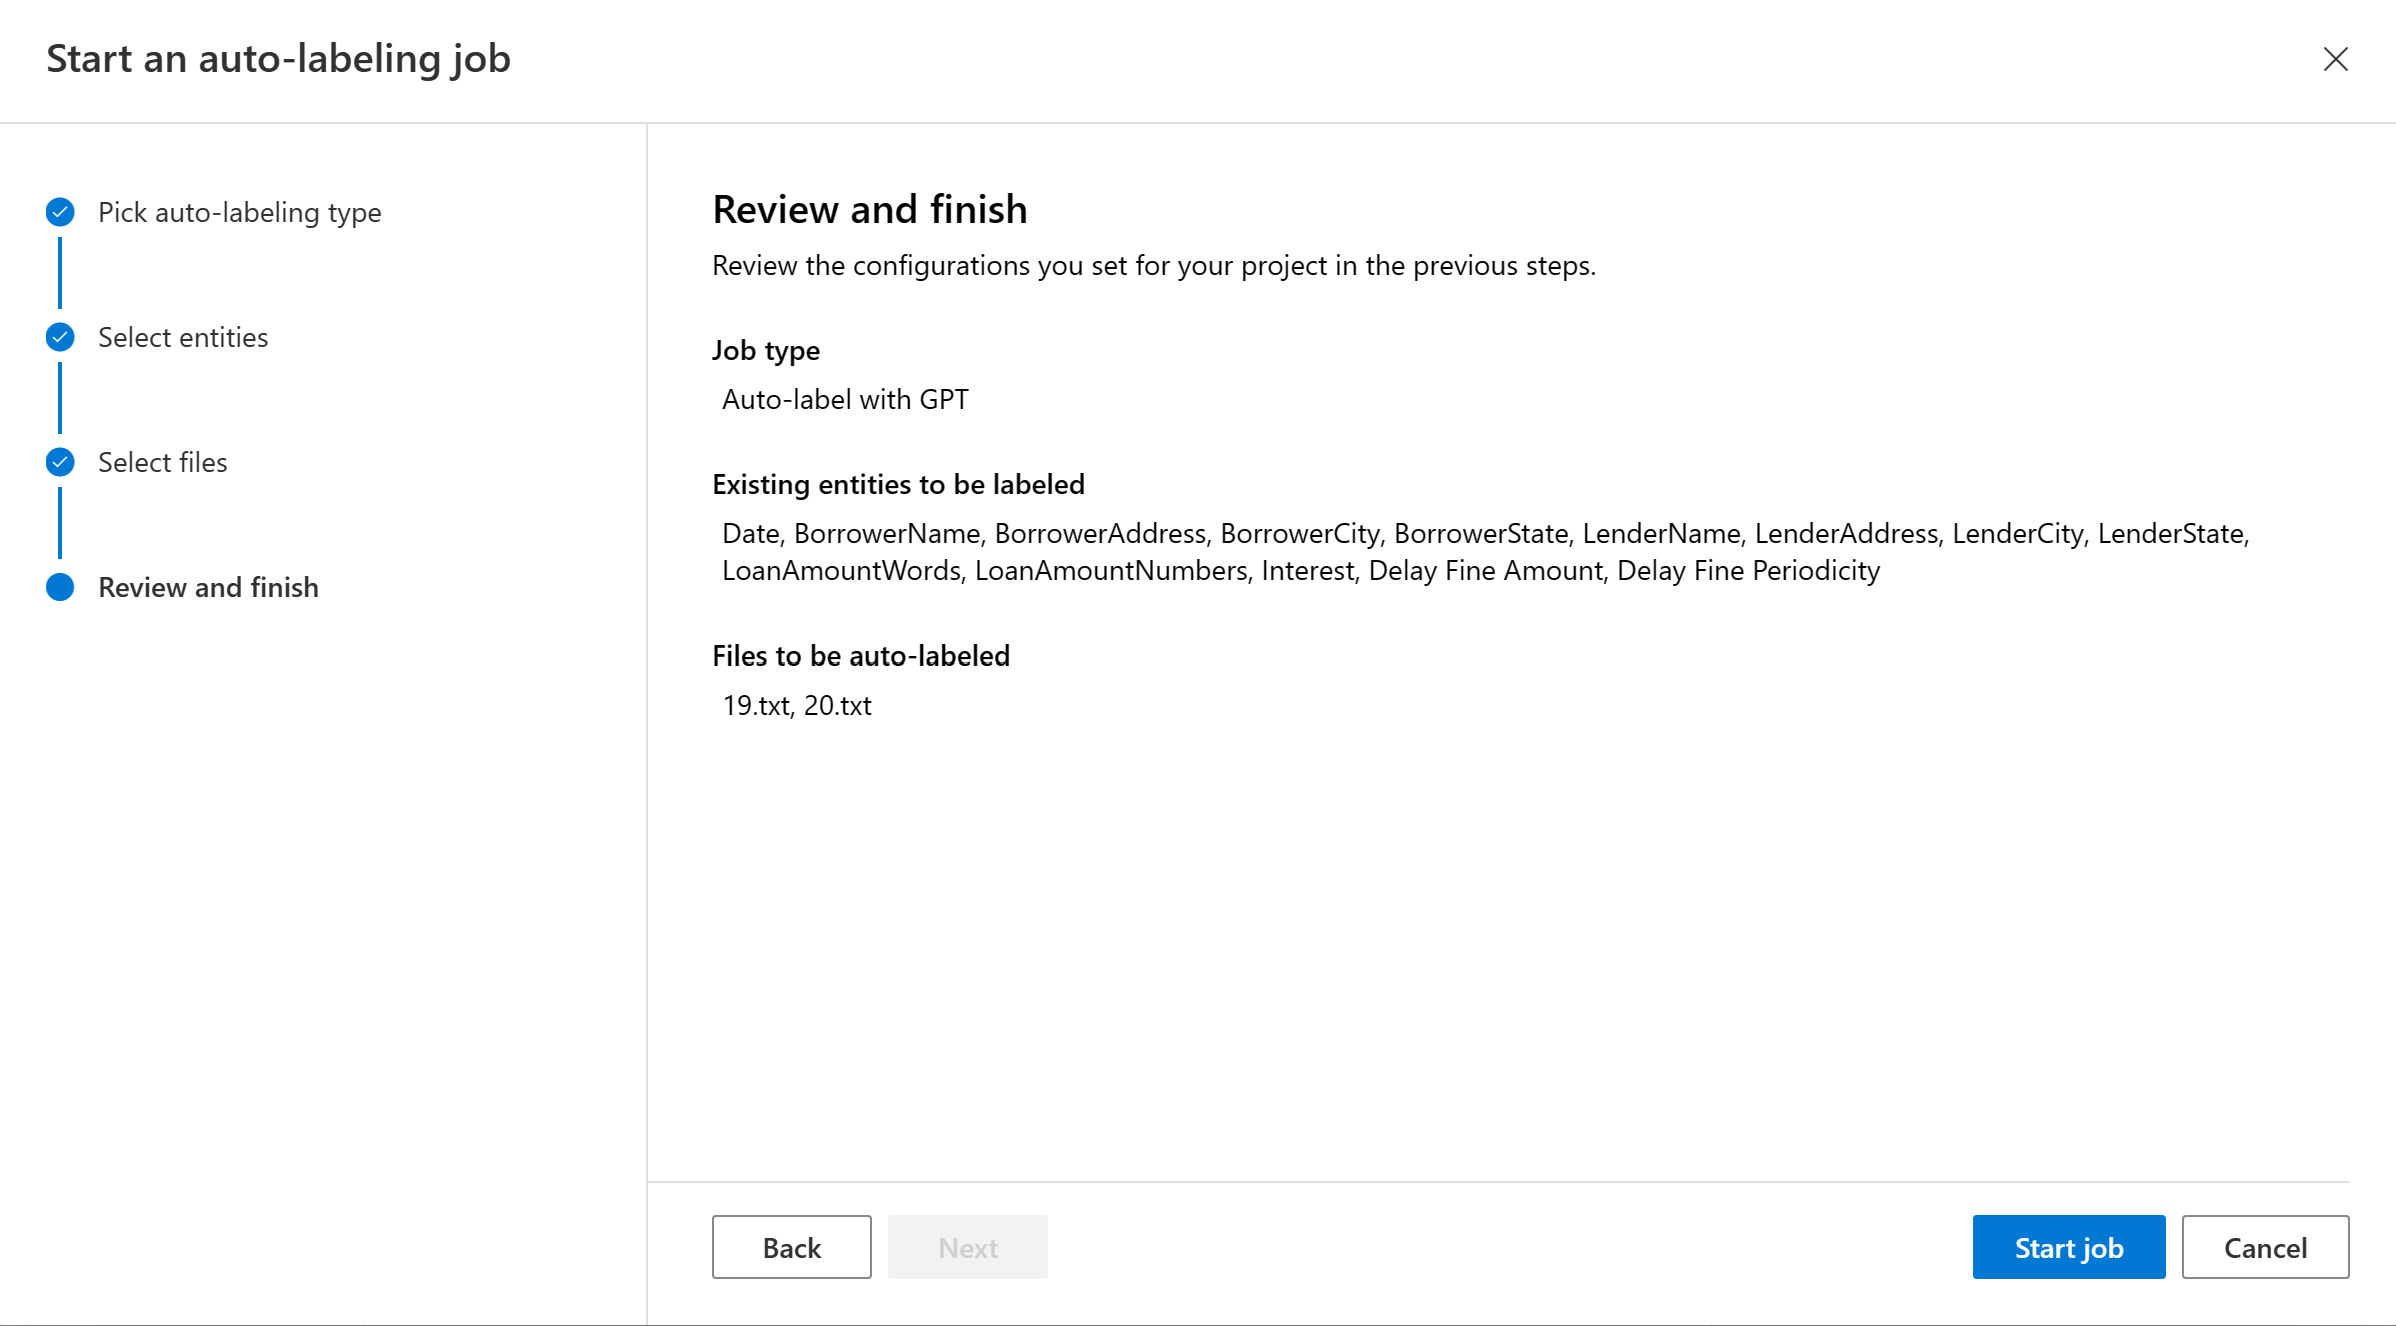 Start an auto-labeling job
Pick auto-labeling type
Select entities
Select files
Review and finish
Review and finish
Review the configurations you set for your project in the previous steps.
Job type
Auto-label with GPT
Existing entities to be labeled
Date, BorrowerName, BorrowerAddress, BorrowerCity, BorrowerState, LenderName, LenderAddress, LenderCity, LenderState,
LoanAmountWords, LoanAmountNumbers, Interest, Delay Fine Amount, Delay Fine Periodicity
Files to be auto-labeled
19.txt, 20.txt
Back
Next
Start job
Cancel